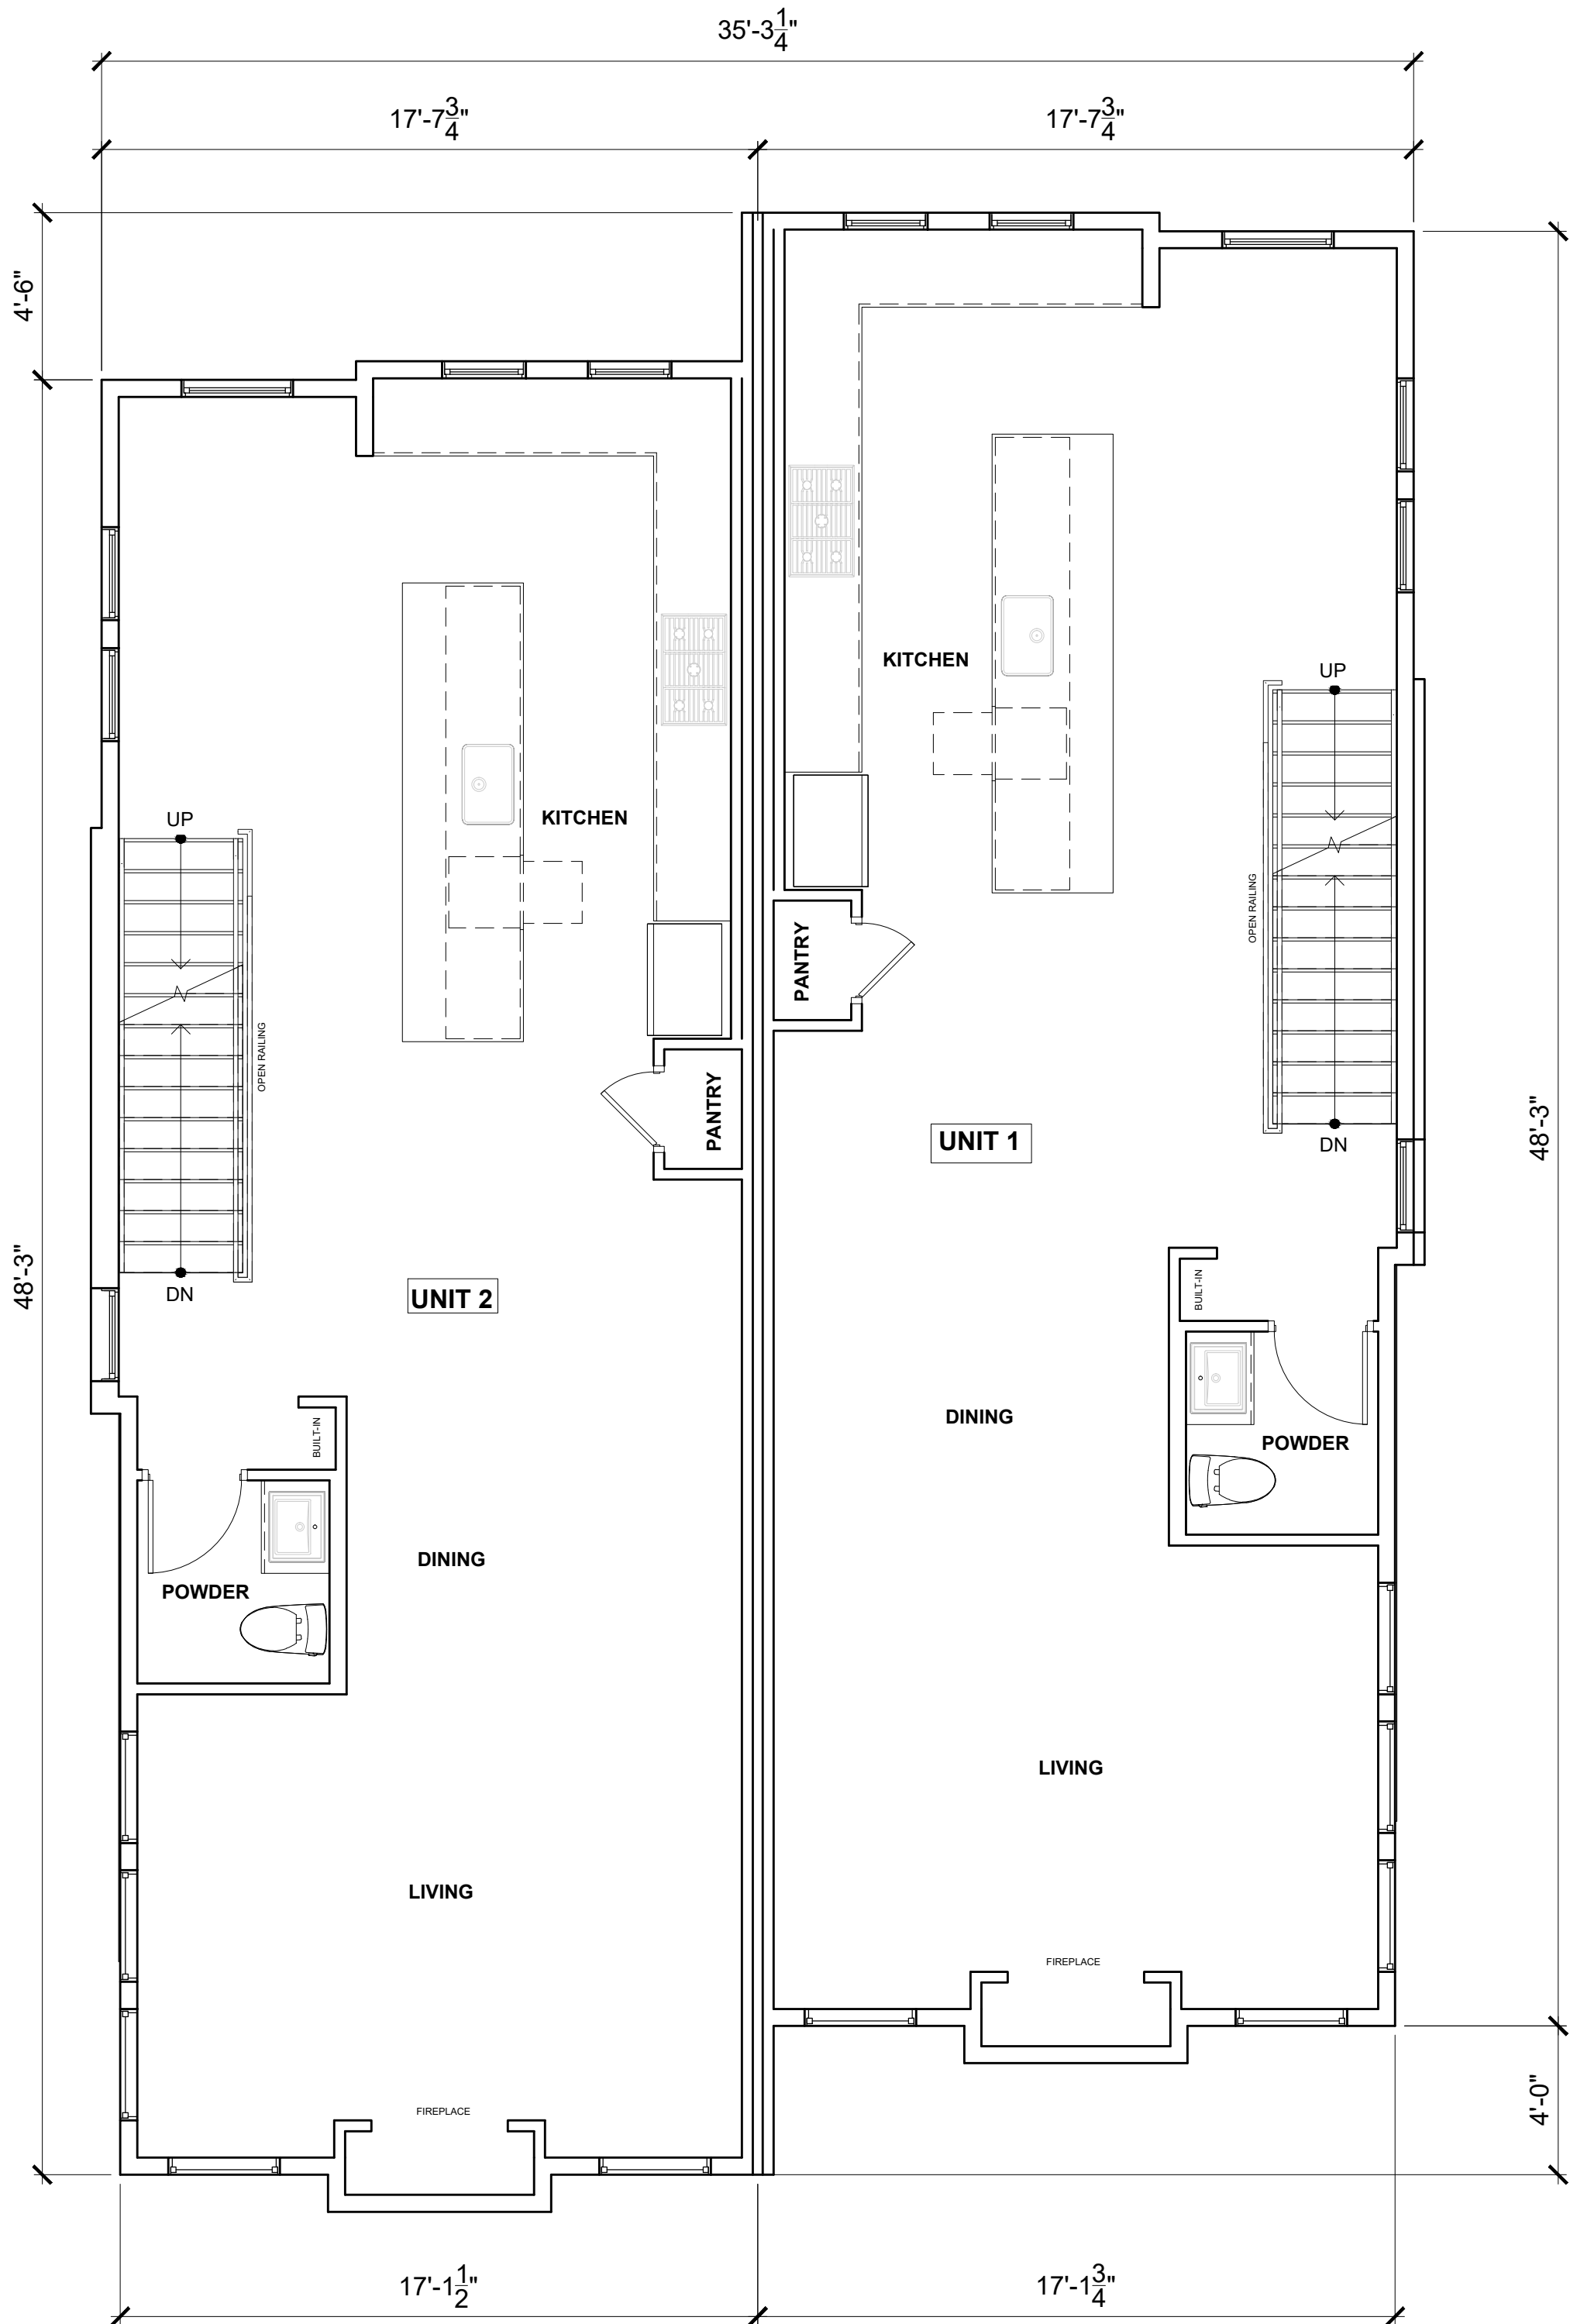 35'-3 1/4"
17'-7 3/4"
17'-7 3/4"
4'-6"
KITCHEN
UP
KITCHEN
UP
OPEN RAILING
PANTRY
OPEN RAILING
PANTRY
UNIT 1
DN
48'-3"
48'-3"
DN
UNIT 2
BUILT-IN
DINING
BUILT-IN
POWDER
DINING
POWDER
LIVING
LIVING
FIREPLACE
4'-0"
FIREPLACE
17'-1 1/2"
17'-1 3/4"